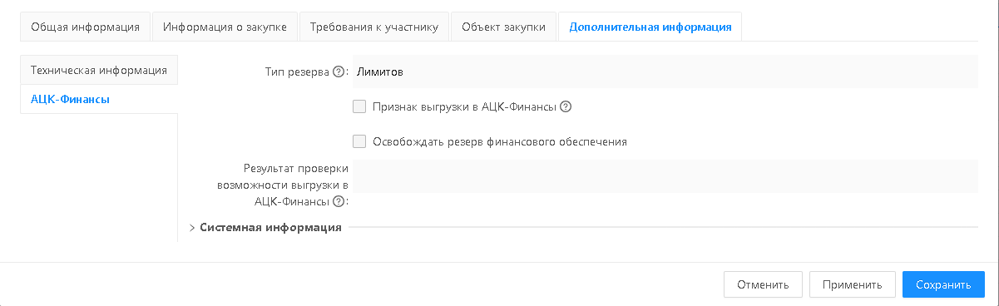 Общая информация
Информация о закупке
Требования к участнику
Объект закупки
Дополнительная информация
Техническая информация
АЦК-Финансы
Тип резерва ?:
Лимитов
Признак выгрузки в АЦК-Финансы ?
Освобождать резерв финансового обеспечения
Результат проверки
возможности выгрузки в
АЦК-Финансы ?:
Системная информация
Отменить
Применить
Сохранить